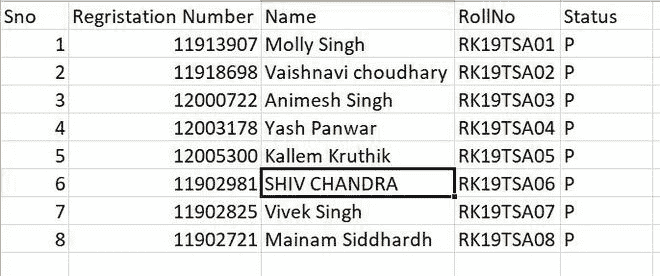 Sno Regristation Number Name RollNo Status
1 11913907 Molly Singh RK19TSA01 P
2 11918698 Vaishnavi choudhary RK19TSA02 P
3 12000722 Animesh Singh RK19TSA03 P
4 12003178 Yash Panwar RK19TSA04 P
5 12005300 Kallem Kruthik RK19TSA05 P
6 11902981 SHIV CHANDRA RK19TSA06 P
7 11902825 Vivek Singh RK19TSA07 P
8 11902721 Mainam Siddhardh RK19TSA08 P